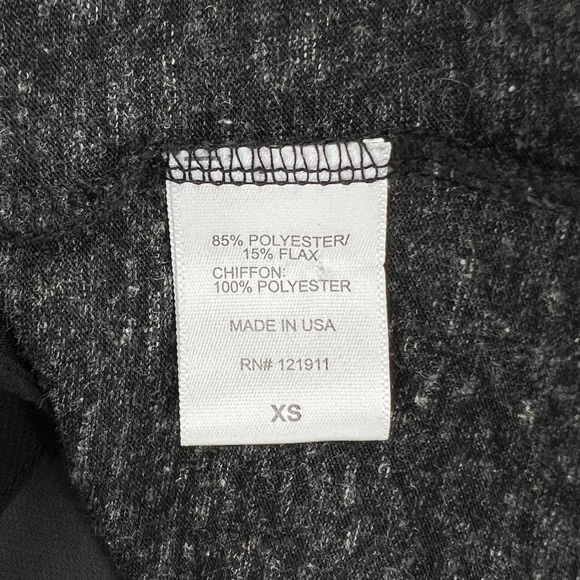 85% POLYESTER/
15% FLAX
CHIFFON:
100% POLYESTER
MADE IN USA
RN# 121911
XS